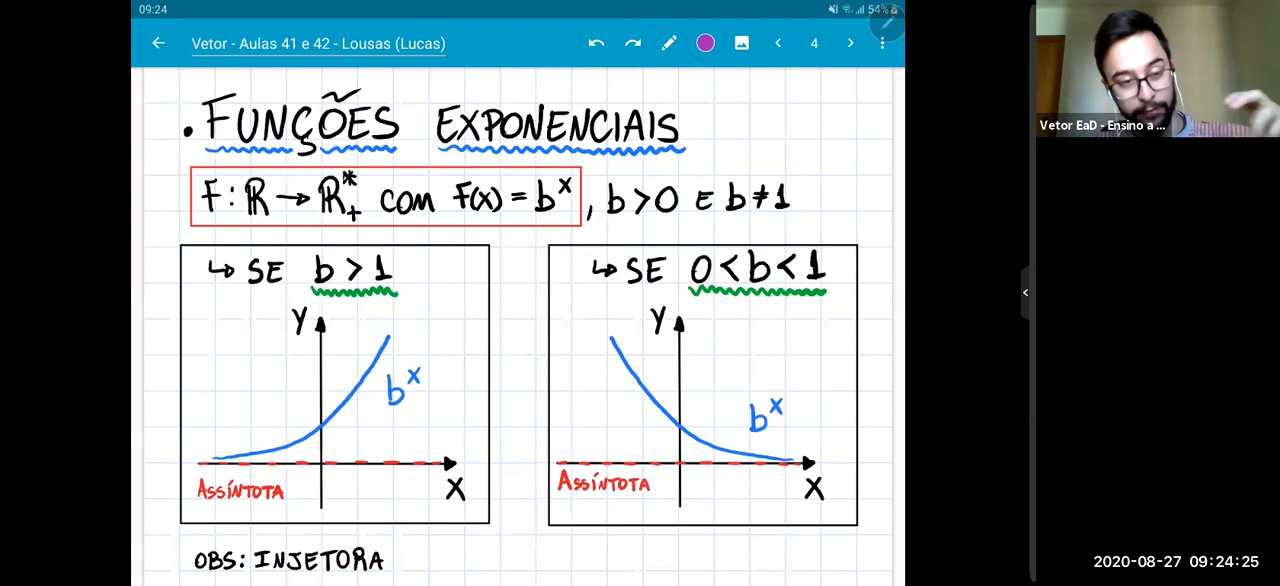 09:24
54%
Vetor - Aulas 41 e 42 - Lousas (Lucas)
4
. FUNÇÕES EXPONENCIAIS
F: ℝ → ℝ*₊ COM F(x) = bˣ, b > 0 E b ≠ 1
↳ SE b > 1
Y
bˣ
ASSÍNTOTA
X
↳ SE 0 < b < 1
Y
bˣ
ASSÍNTOTA
X
OBS: INJETORA
Vetor EaD - Ensino a ...
2020-08-27 09:24:25